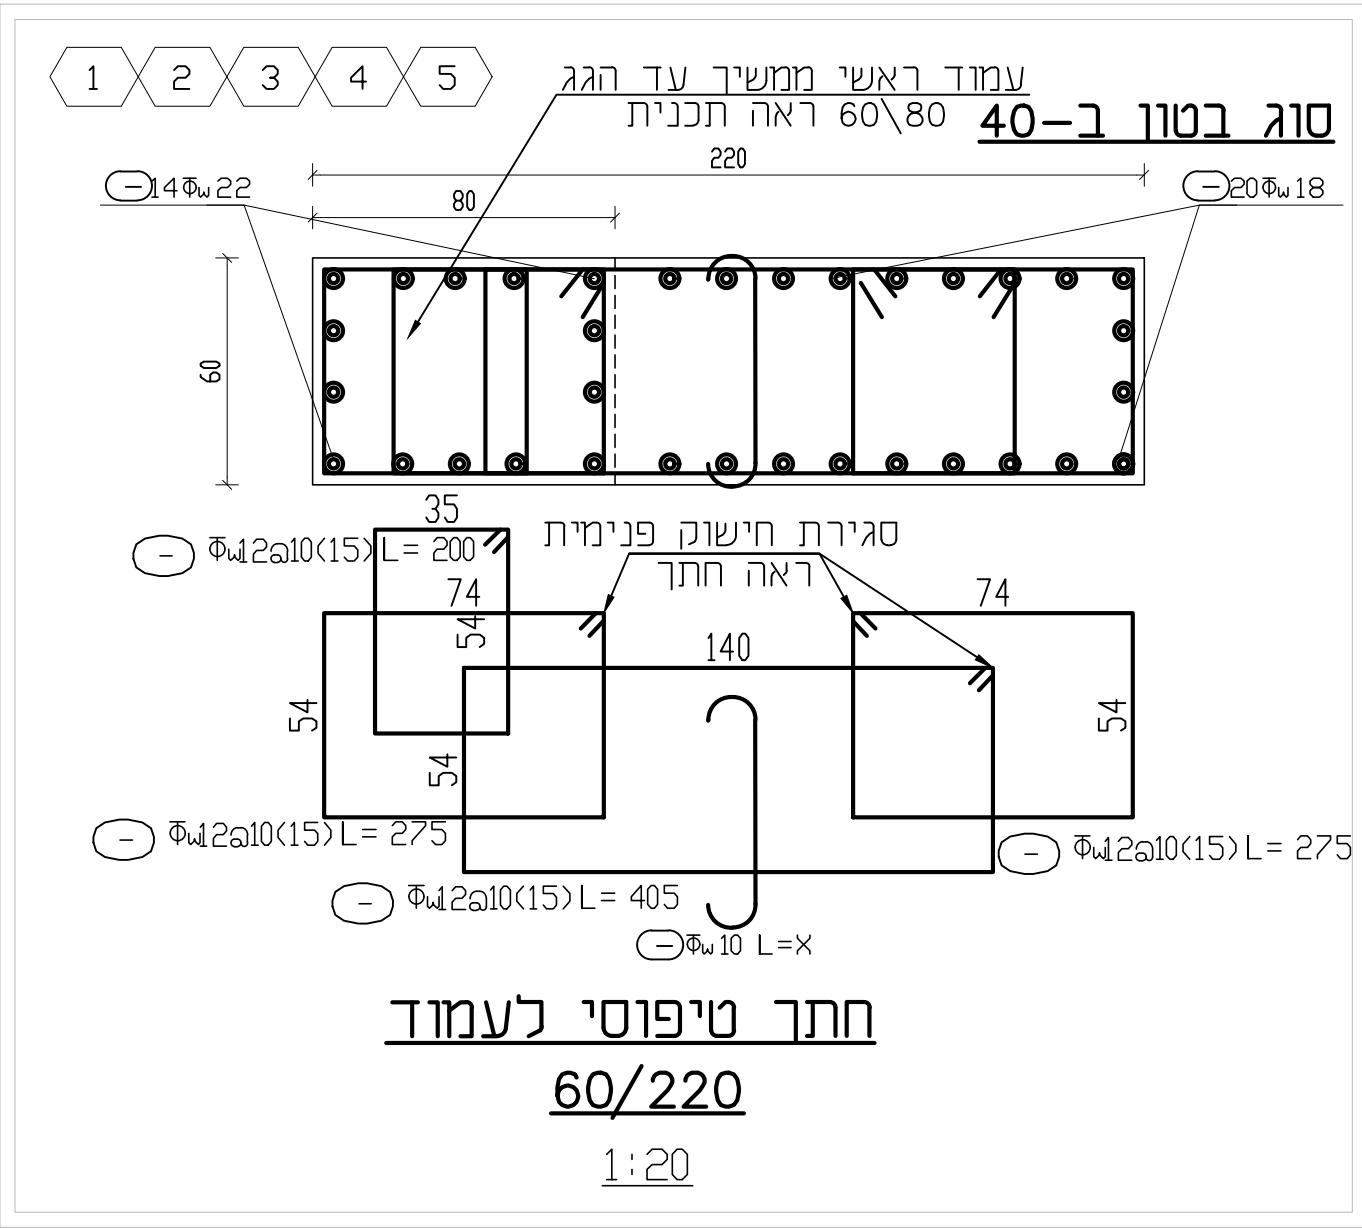 1 2 3 4 5
עמוד ראשי ממשיך עד הגג
60\80 ראה תכנית
סוג בטון ב-40
220
-14Φw22
80
-20Φw18
60
35
- Φw12@10(15) L= 200
סגירת חישוק פנימית
ראה חתך
74
54
74
140
54
54
54
- Φw12@10(15) L= 275
- Φw12@10(15) L= 275
- Φw12@10(15) L= 405
-Φw10 L=X
חתך טיפוסי לעמוד
60/220
1:20